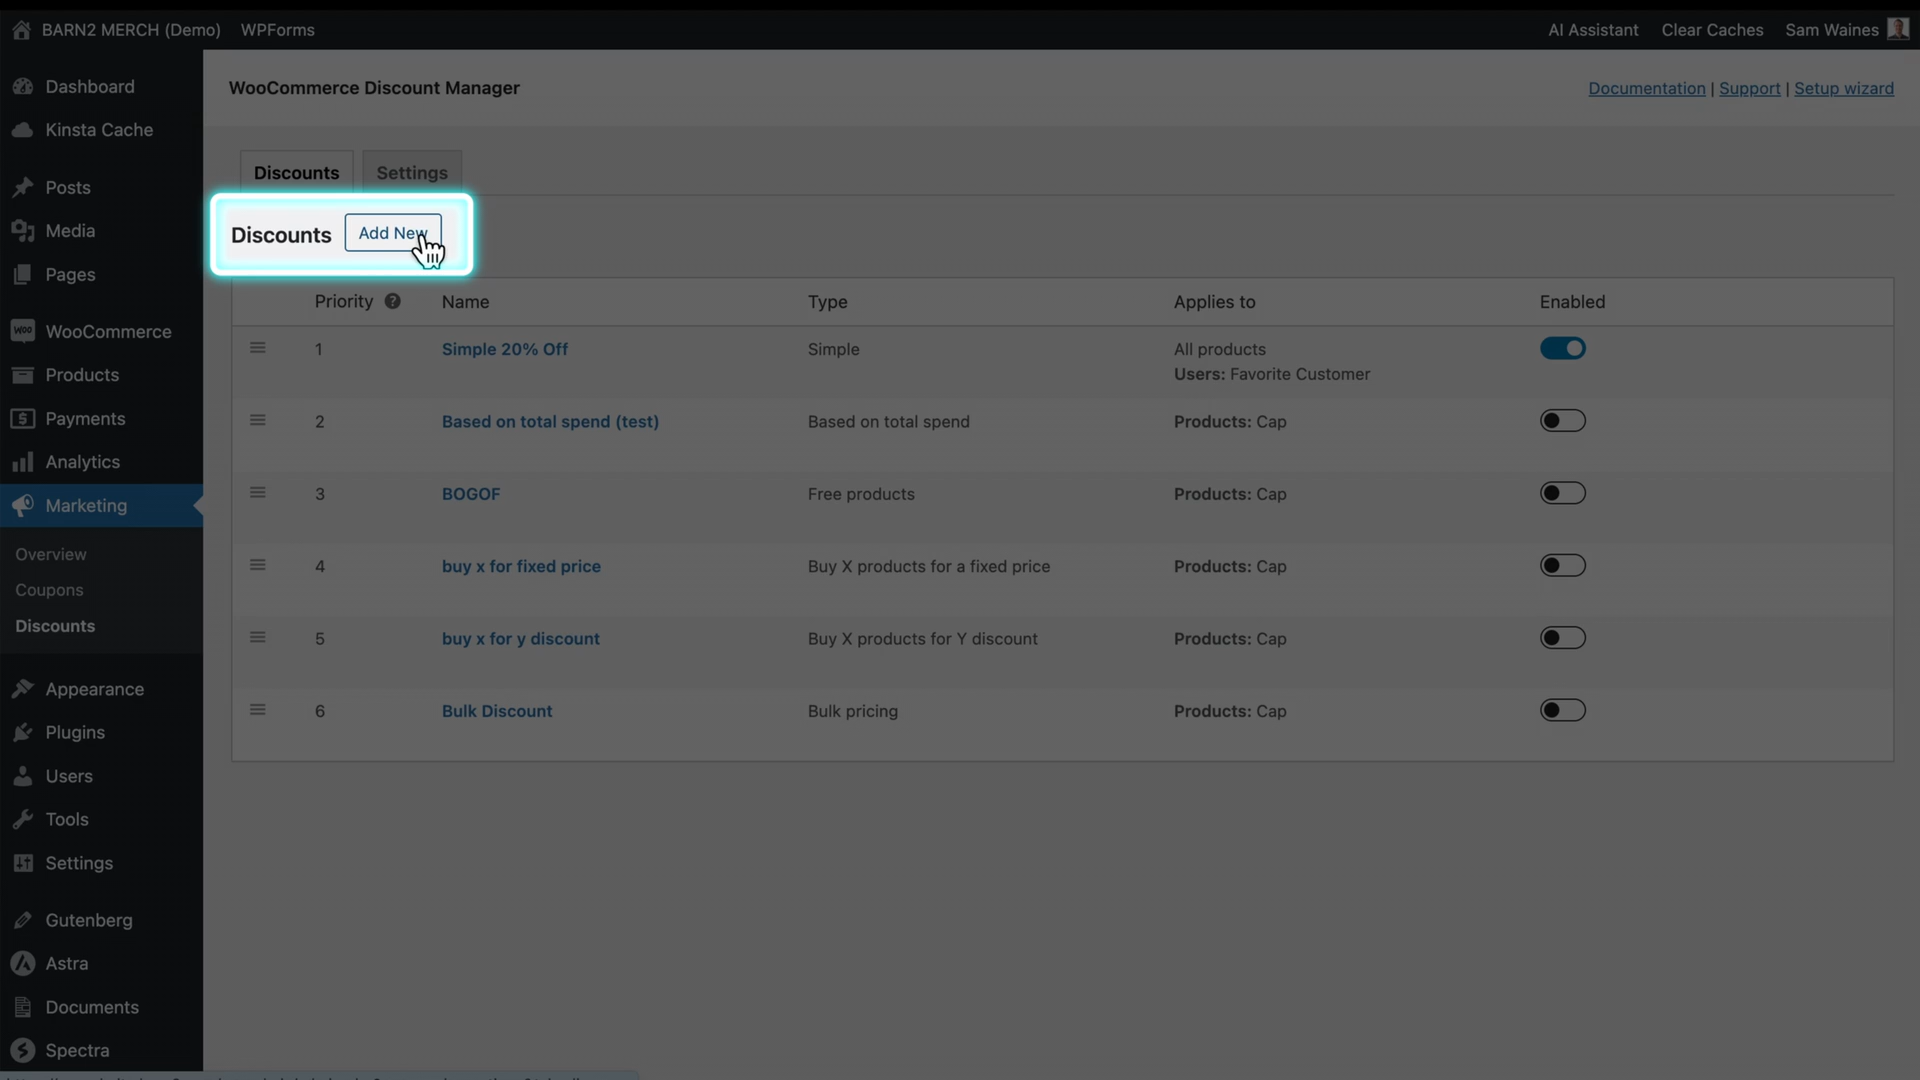 BARN2 MERCH (Demo) WPForms AI Assistant Clear Caches Sam Waines
Dashboard
Kinsta Cache
Posts
Media
Pages
WooCommerce
Products
Payments
Analytics
Marketing
Overview
Coupons
Discounts
Appearance
Plugins
Users
Tools
Settings
Gutenberg
Astra
Documents
Spectra
WooCommerce Discount Manager Documentation | Support | Setup wizard
Discounts Settings
Discounts Add New
Priority ? Name Type Applies to Enabled
1 Simple 20% Off Simple All products
Users: Favorite Customer
2 Based on total spend (test) Based on total spend Products: Cap
3 BOGOF Free products Products: Cap
4 buy x for fixed price Buy X products for a fixed price Products: Cap
5 buy x for y discount Buy X products for Y discount Products: Cap
6 Bulk Discount Bulk pricing Products: Cap